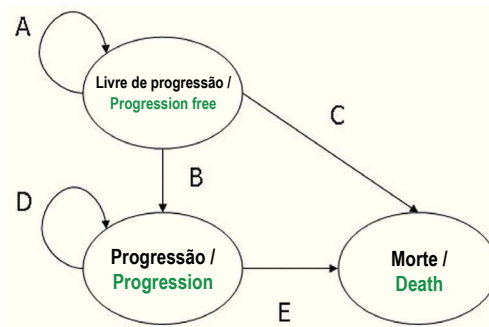 A
Livre de progressão /
Progression free
C
B
D
Progressão /
Progression
Morte /
Death
E